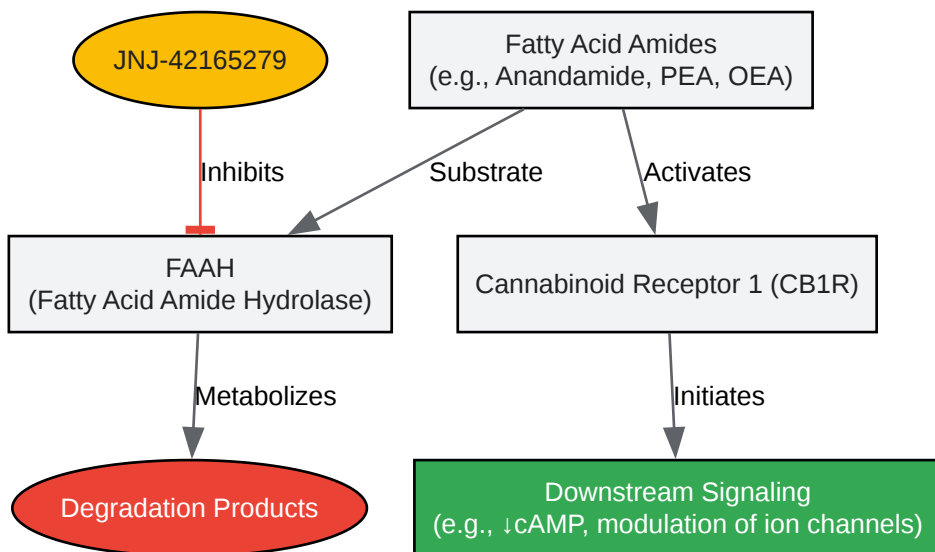 JNJ-42165279
Fatty Acid Amides
(e.g., Anandamide, PEA, OEA)
Inhibits
Substrate
Activates
FAAH
(Fatty Acid Amide Hydrolase)
Cannabinoid Receptor 1 (CB1R)
Metabolizes
Initiates
Degradation Products
Downstream Signaling
(e.g., ↓cAMP, modulation of ion channels)